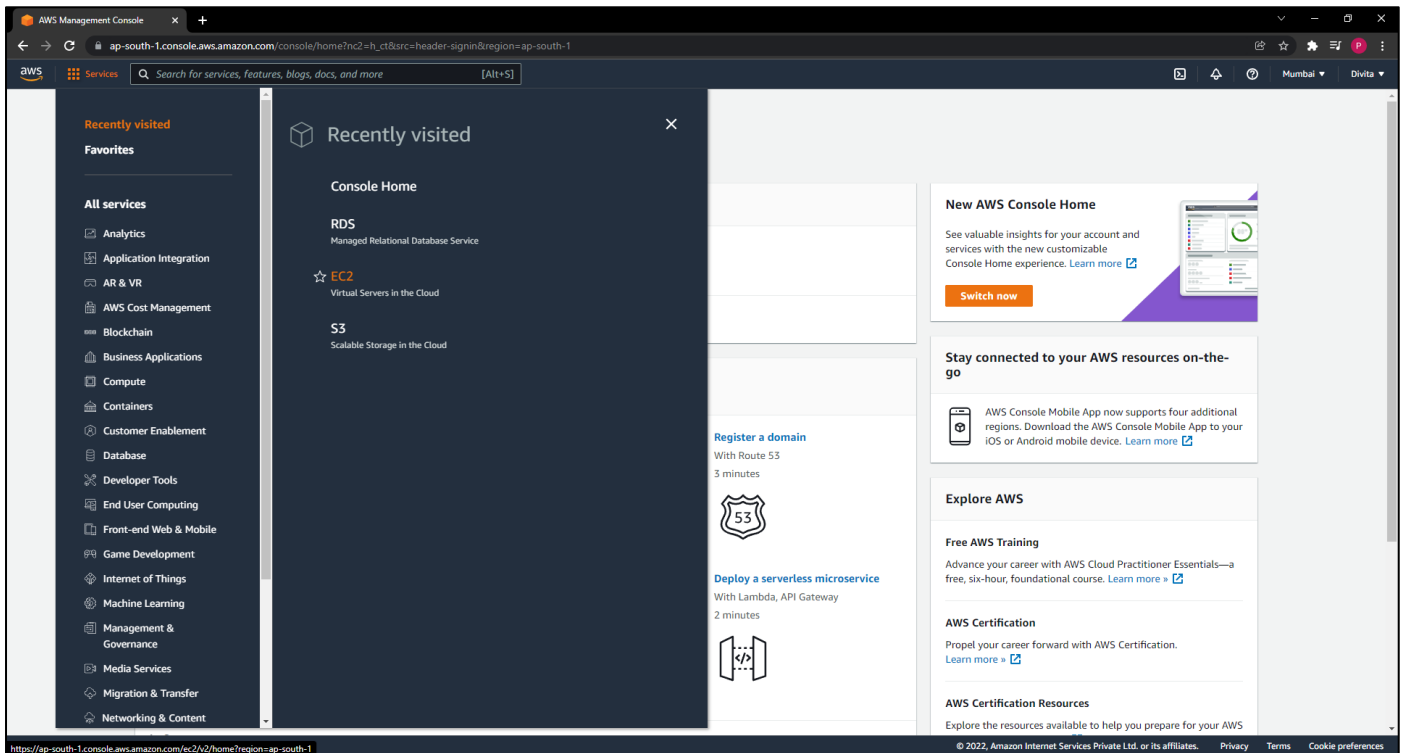 AWS Management Console
ap-south-1.console.aws.amazon.com/console/home?nc2=h_ct&src=header-signin&region=ap-south-1
P
aws
Services
Search for services, features, blogs, docs, and more
[Alt+S]
Mumbai
Divita
Recently visited
Favorites
All services
Analytics
Application Integration
AR & VR
AWS Cost Management
Blockchain
Business Applications
Compute
Containers
Customer Enablement
Database
Developer Tools
End User Computing
Front-end Web & Mobile
Game Development
Internet of Things
Machine Learning
Management &
Governance
Media Services
Migration & Transfer
Networking & Content
Recently visited
Console Home
RDS
Managed Relational Database Service
EC2
Virtual Servers in the Cloud
S3
Scalable Storage in the Cloud
Register a domain
With Route 53
3 minutes
53
Deploy a serverless microservice
With Lambda, API Gateway
2 minutes
</>
New AWS Console Home
See valuable insights for your account and
services with the new customizable
Console Home experience. Learn more
Switch now
Stay connected to your AWS resources on-the-
go
AWS Console Mobile App now supports four additional
regions. Download the AWS Console Mobile App to your
iOS or Android mobile device. Learn more
Explore AWS
Free AWS Training
Advance your career with AWS Cloud Practitioner Essentials—a
free, six-hour, foundational course. Learn more »
AWS Certification
Propel your career forward with AWS Certification.
Learn more »
AWS Certification Resources
Explore the resources available to help you prepare for your AWS
https://ap-south-1.console.aws.amazon.com/ec2/v2/home?region=ap-south-1
© 2022, Amazon Internet Services Private Ltd. or its affiliates.
Privacy
Terms
Cookie preferences